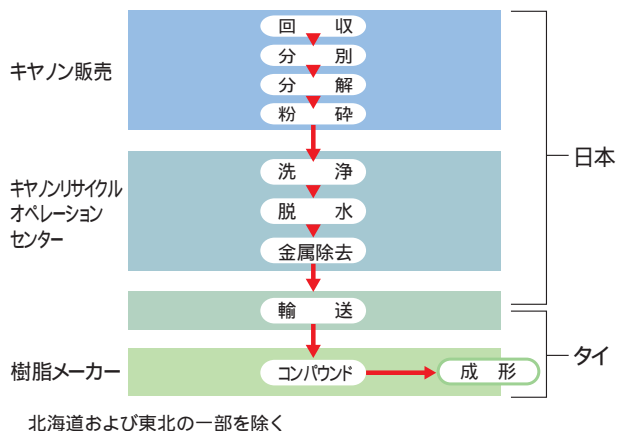 回　収
分　別
キヤノン販売
分　解
粉　砕
日本
洗　浄
キヤノンリサイクル
オペレーション
センター
脱　水
金属除去
輸　送
タイ
樹脂メーカー
コンパウンド
成　形
北海道および東北の一部を除く